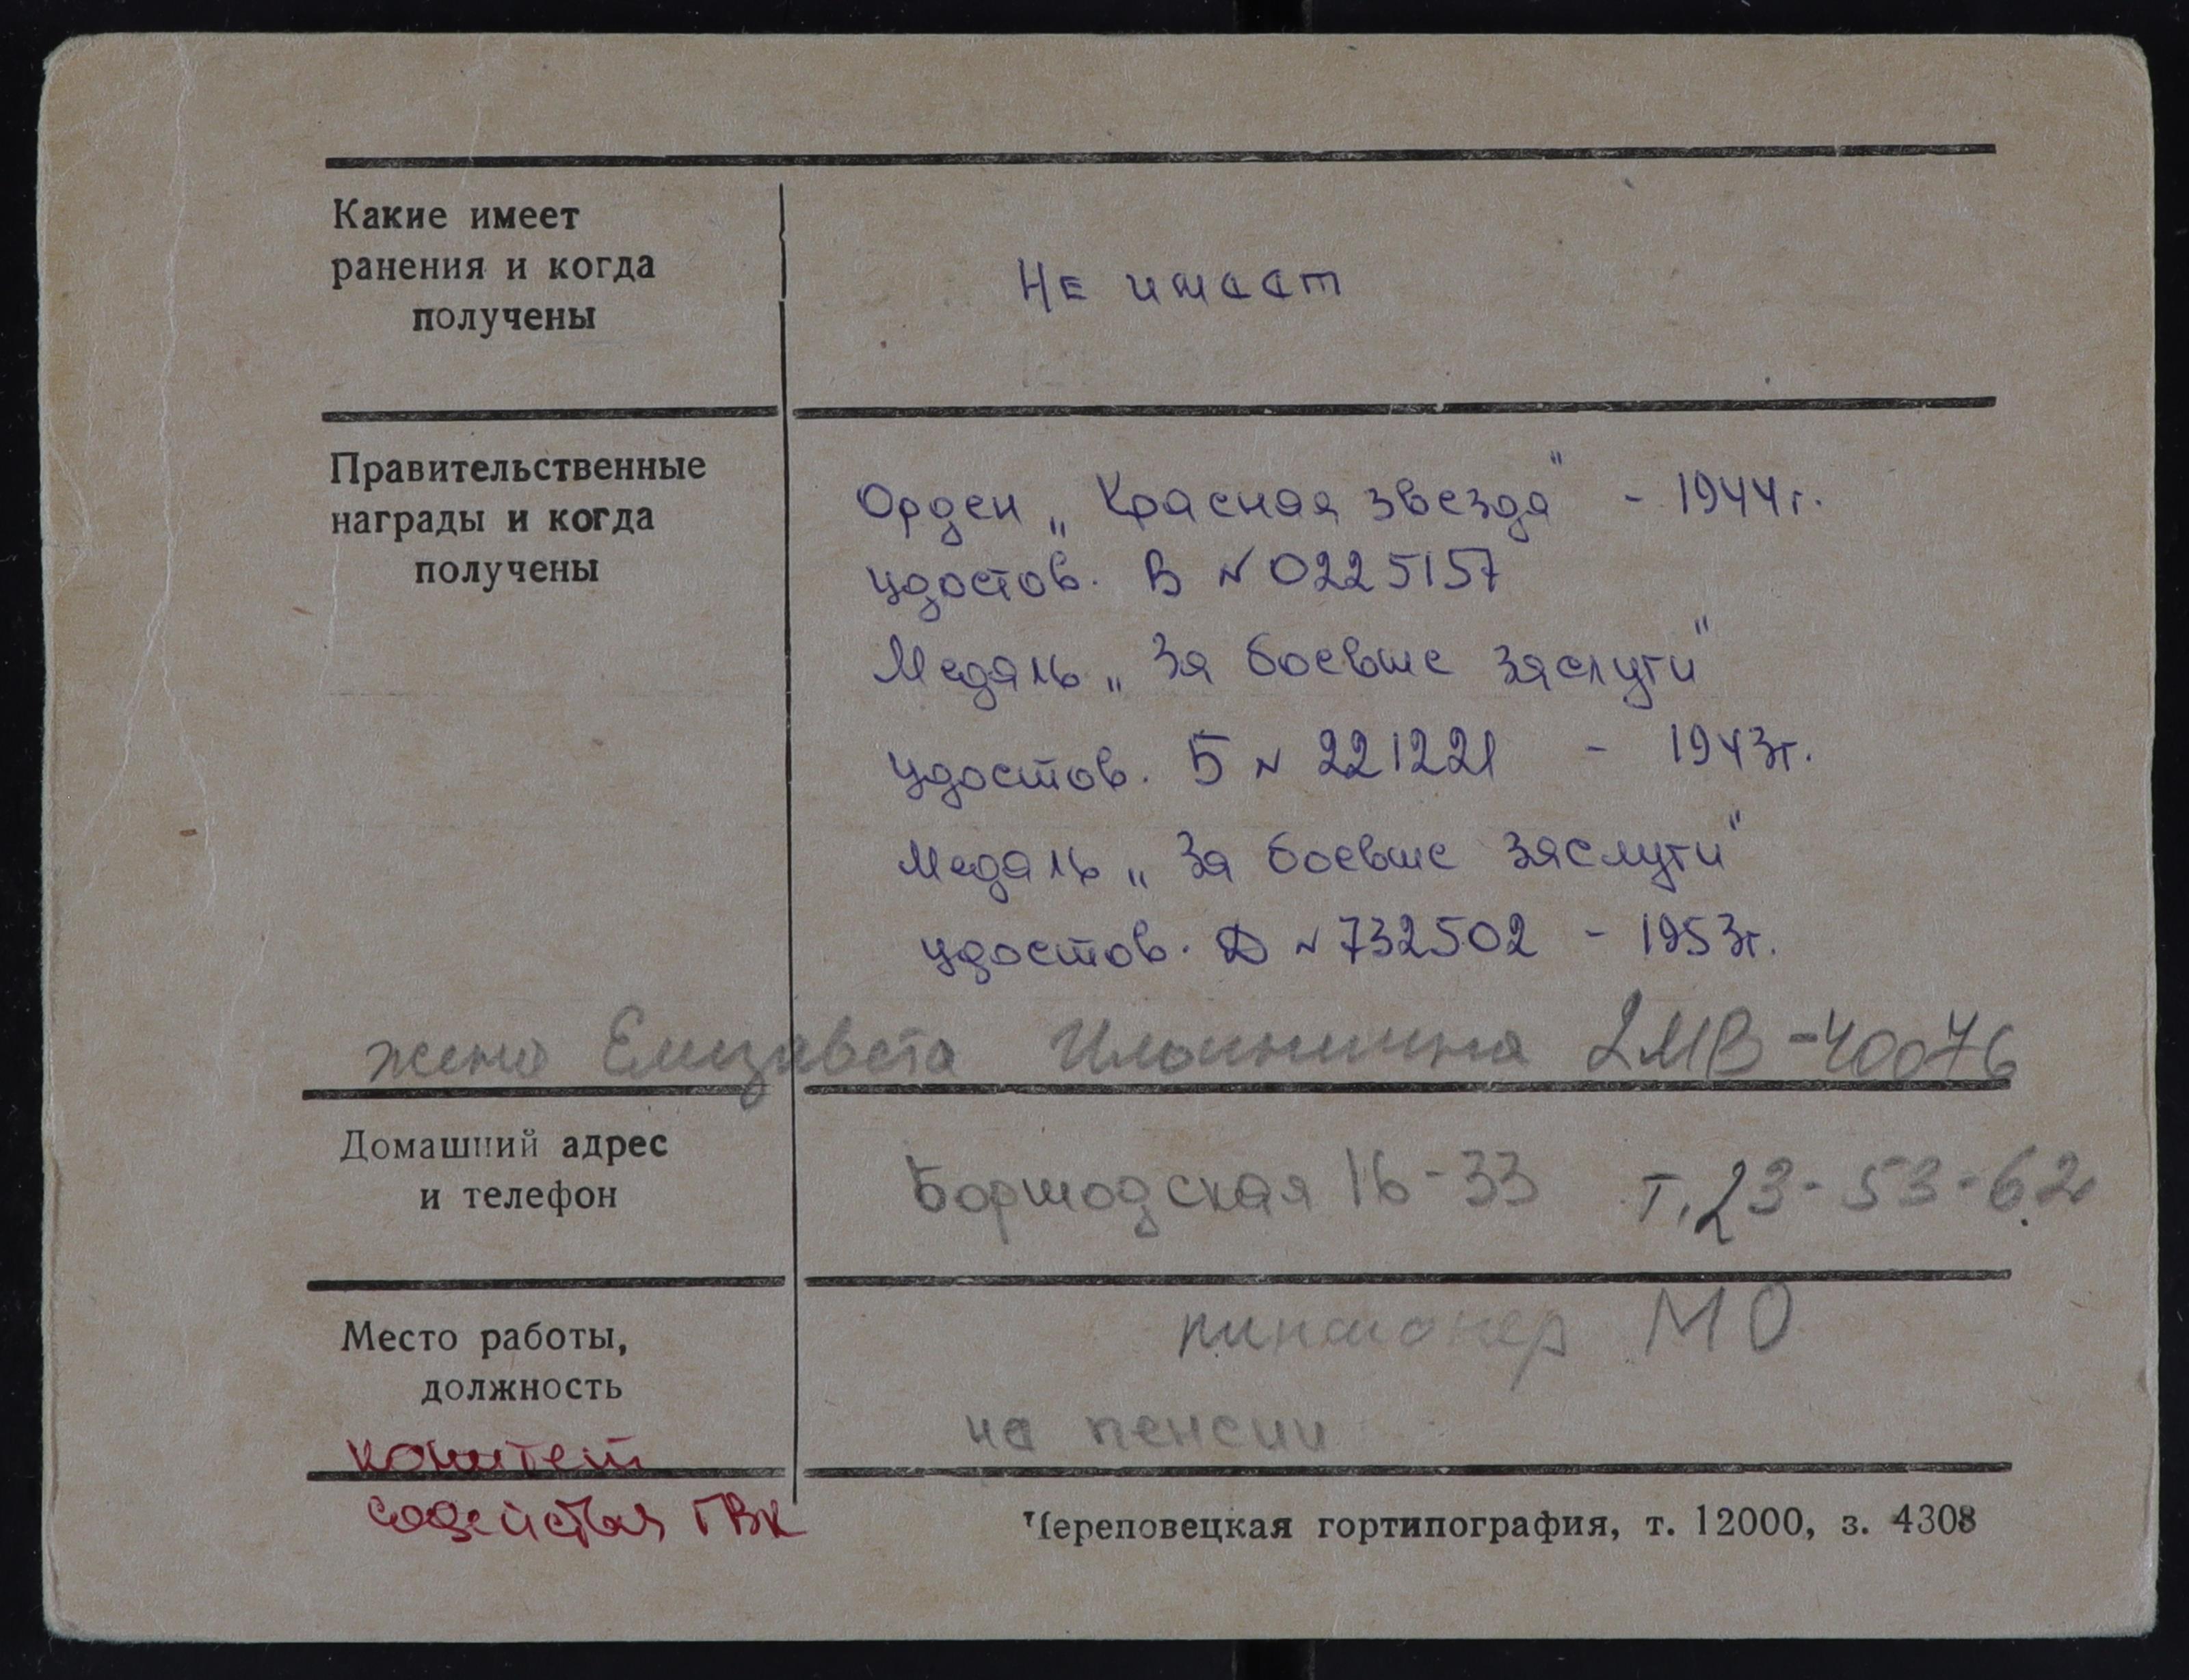 Какие имеет
ранения и когда
получены
Не имеет
Правительственные
награды и когда
получены
Орден „Красная звезда" - 1944г.
удостов. В № 0225157
Медаль „За боевые заслуги"
удостов. Б № 221221 - 1943г.
Медаль „За боевые заслуги"
удостов. Д № 732502 - 1953г.
жена Елизавета Ильинична 2МВ-40076
Домашний адрес
и телефон
Боршодская 16-33 т. 23-53-62
Место работы,
должность
пинсионер МО
на пенсии
комитет
содействия ГВК
Череповецкая гортипография, т. 12000, з. 4308